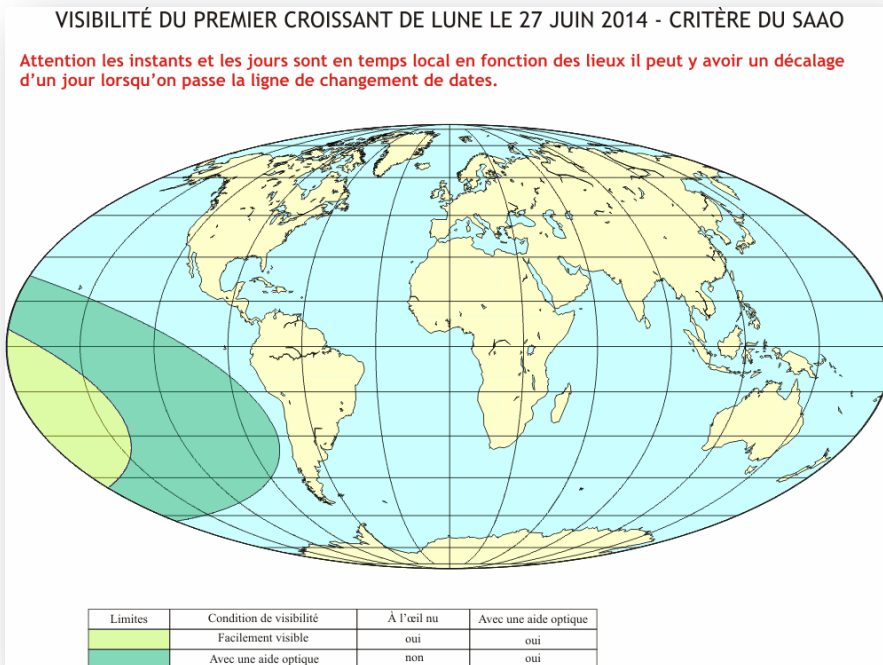 VISIBILITÉ DU PREMIER CROISSANT DE LUNE LE 27 JUIN 2014 - CRITÈRE DU SAAO
Attention les instants et les jours sont en temps local en fonction des lieux il peut y avoir un décalage
d'un jour lorsqu'on passe la ligne de changement de dates.
Limites Condition de visibilité À l'œil nu Avec une aide optique
Facilement visible oui oui
Avec une aide optique non oui